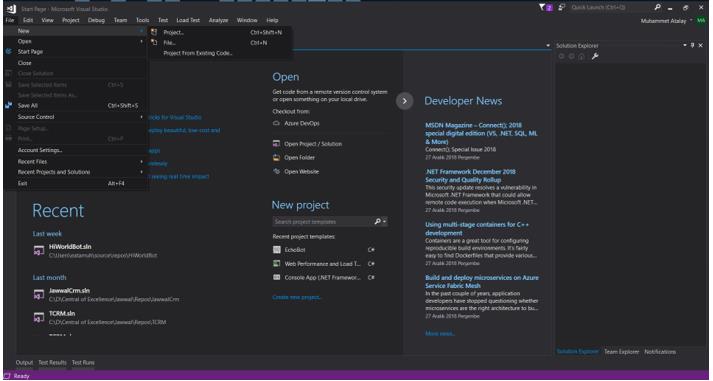 Start Page - Microsoft Visual Studio
2
Quick Launch (Ctrl+Q)
File Edit View Project Debug Team Tools Test Load Test Analyze Window Help
Muhammet Atalay MA
New
Open
Start Page
Close
Close Solution
Save Selected Items Ctrl+S
Save Selected Items As...
Save All Ctrl+Shift+S
Source Control
Page Setup...
Print... Ctrl+P
Account Settings...
Recent Files
Recent Projects and Solutions
Exit Alt+F4
Project... Ctrl+Shift+N
File... Ctrl+N
Project From Existing Code...
ricks for Visual Studio
eploy beautiful, low-cost and
apps
d seeing real time impact
Recent
Last week
HiWorldBot.sln
Last month
JawwalCrm.sln
C:\D\Central of Excellence\Jawwal\Repos\JawwalCrm
TCRM.sln
C:\D\Central of Excellence\Jawwal\Repos\TCRM
Open
Get code from a remote version control system
or open something on your local drive.
Checkout from:
Azure DevOps
Open Project / Solution
Open Folder
Open Website
New project
Search project templates
Recent project templates:
EchoBot C#
Web Performance and Load T... C#
Console App (.NET Framewor... C#
Create new project...
Developer News
MSDN Magazine – Connect(); 2018
special digital edition (VS, .NET, SQL, ML
& More)
Connect(); Special Issue 2018
27 Aralık 2018 Perşembe
.NET Framework December 2018
Security and Quality Rollup
This security update resolves a vulnerability in
Microsoft .NET Framework that could allow
remote code execution when Microsoft .NET...
27 Aralık 2018 Perşembe
Using multi-stage containers for C++
development
Containers are a great tool for configuring
reproducible build environments. It's fairly
easy to find Dockerfiles that provide various...
27 Aralık 2018 Perşembe
Build and deploy microservices on Azure
Service Fabric Mesh
In the past couple of years, application
developers have stopped questioning whether
microservices are the right architecture to bu...
27 Aralık 2018 Perşembe
More news...
Solution Explorer
Solution Explorer Team Explorer Notifications
Output Test Results Test Runs
Ready